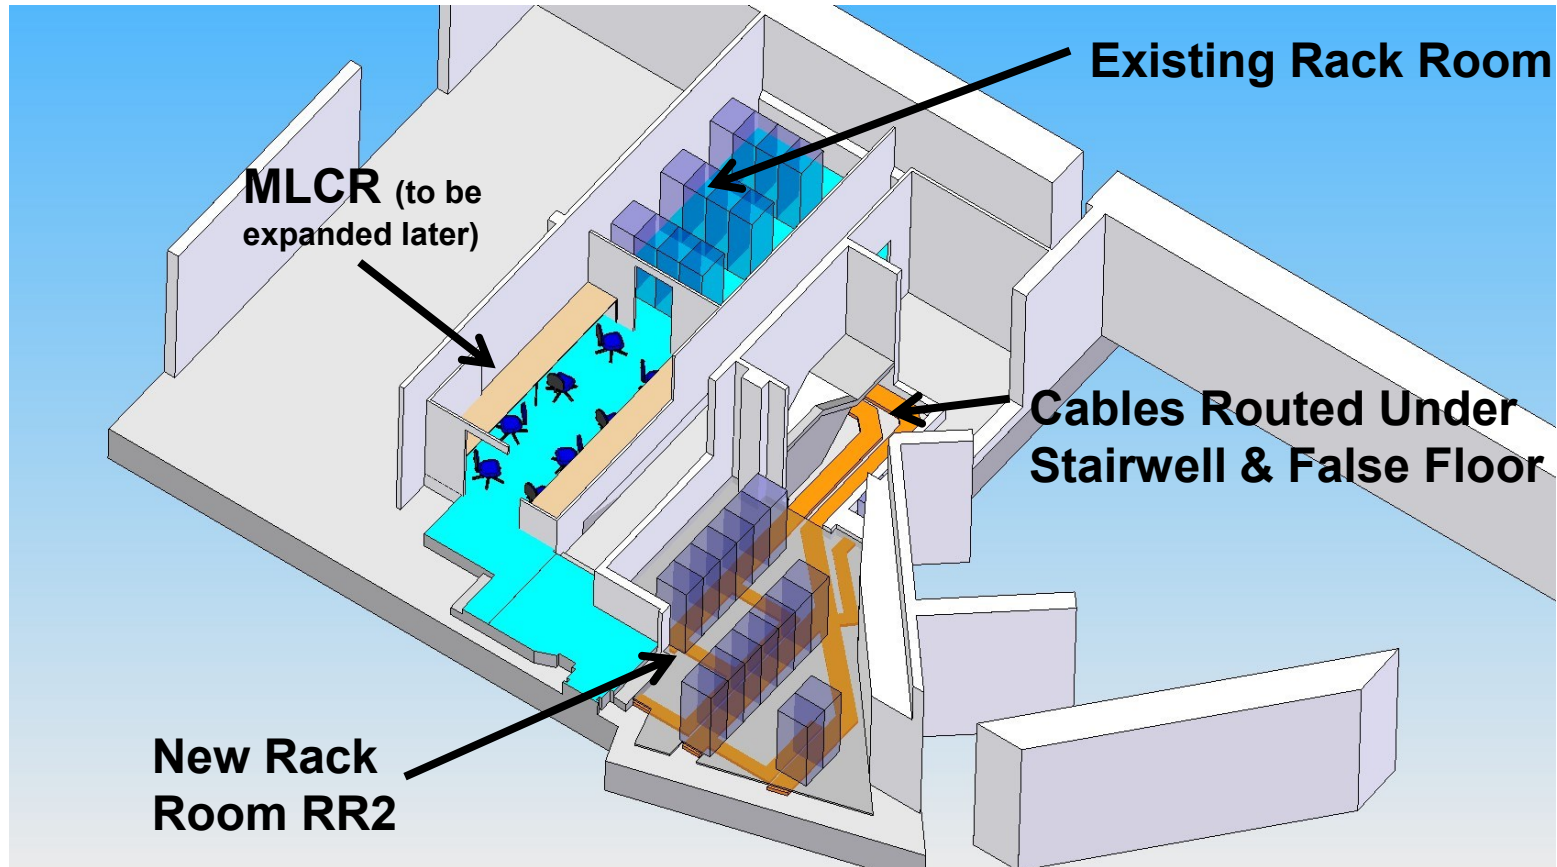 Existing Rack Room
MLCR (to be
expanded later)
Cables Routed Under
Stairwell & False Floor
New Rack
Room RR2